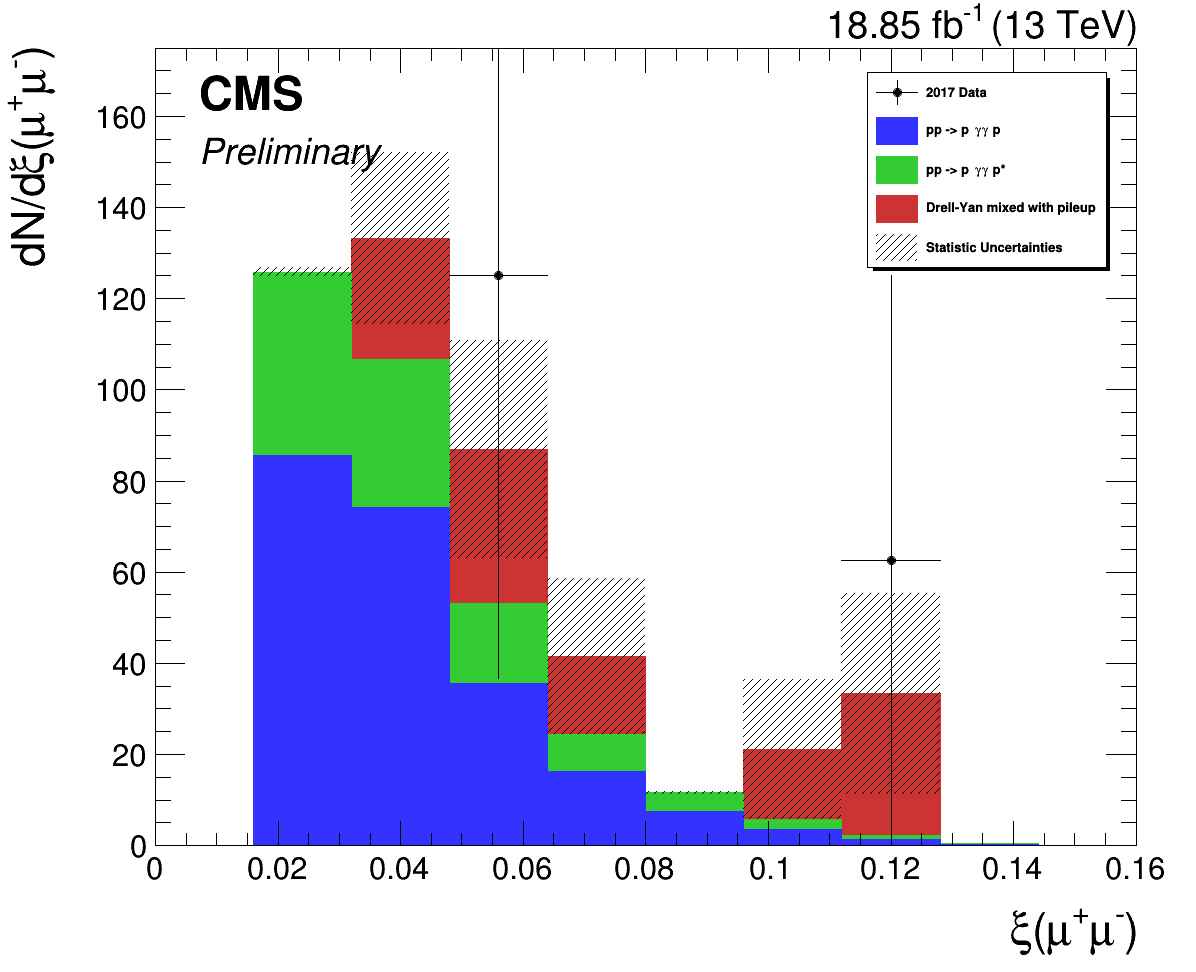 18.85 fb⁻¹ (13 TeV)
dN/dξ(μ⁺μ⁻)
CMS
Preliminary
2017 Data
pp -> p γγ p
pp -> p γγ p*
Drell-Yan mixed with pileup
Statistic Uncertainties
160
140
120
100
80
60
40
20
0
0 0.02 0.04 0.06 0.08 0.1 0.12 0.14 0.16
ξ(μ⁺μ⁻)